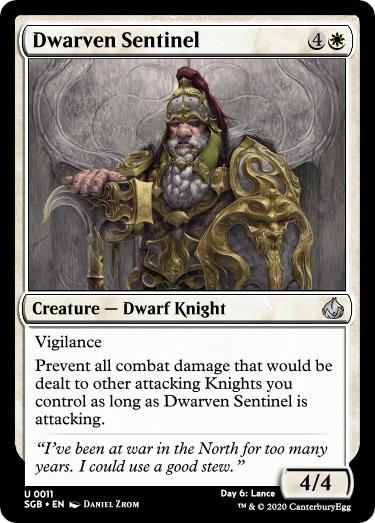 Dwarven Sentinel 4
Creature — Dwarf Knight
Vigilance
Prevent all combat damage that would be
dealt to other attacking Knights you
control as long as Dwarven Sentinel is
attacking.
“I’ve been at war in the North for too many
years. I could use a good stew.”
4/4
U 0011 Day 6: Lance
SGB • EN Daniel Zrom ™ & © 2020 CanterburyEgg